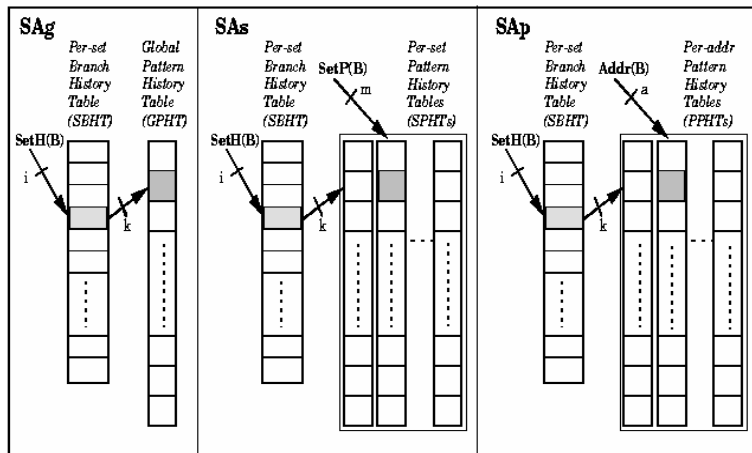 SAg
Per-set
Branch
History
Table
(SBHT)
Global
Pattern
History
Table
(GPHT)
SetH(B)
i
k
SAs
Per-set
Branch
History
Table
(SBHT)
SetP(B)
m
Per-set
Pattern
History
Tables
(SPHTs)
SetH(B)
i
k
SAp
Per-set
Branch
History
Table
(SBHT)
Addr(B)
a
Per-addr
Pattern
History
Tables
(PPHTs)
SetH(B)
i
k